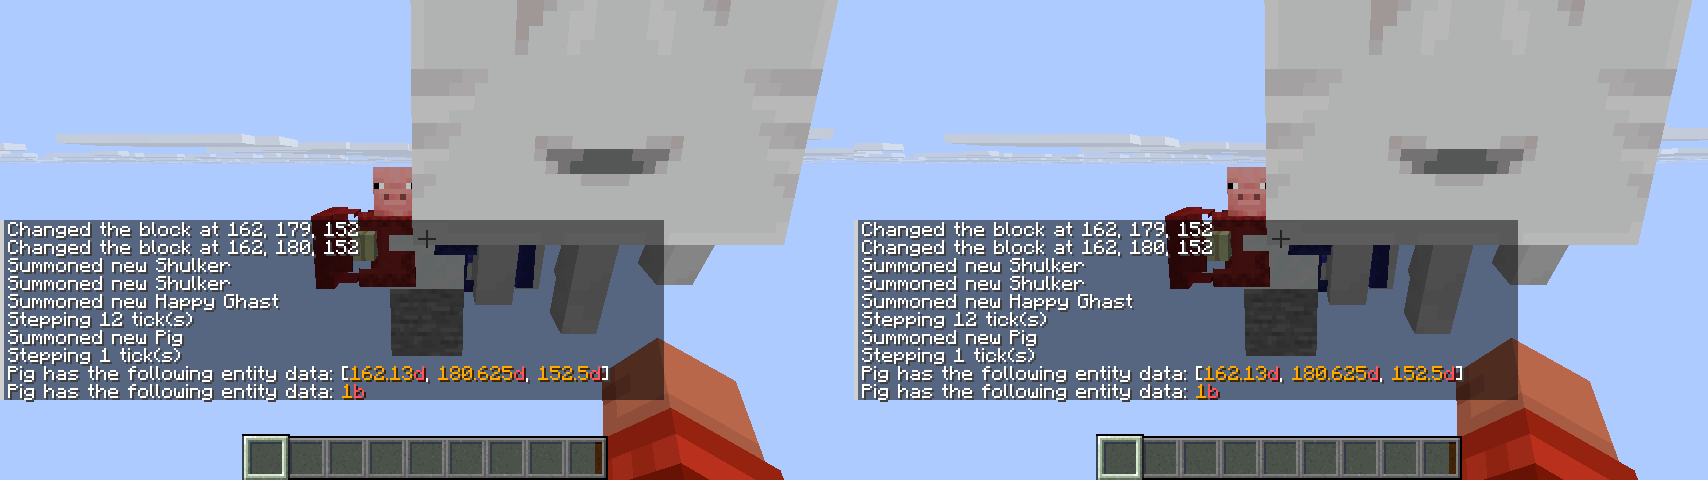 Changed the block at 162, 179, 152
Changed the block at 162, 180, 152
Summoned new Shulker
Summoned new Shulker
Summoned new Happy Ghast
Stepping 12 tick(s)
Summoned new Pig
Stepping 1 tick(s)
Pig has the following entity data: [162.13d, 180.625d, 152.5d]
Pig has the following entity data: 1b
Changed the block at 162, 179, 152
Changed the block at 162, 180, 152
Summoned new Shulker
Summoned new Shulker
Summoned new Happy Ghast
Stepping 12 tick(s)
Summoned new Pig
Stepping 1 tick(s)
Pig has the following entity data: [162.13d, 180.625d, 152.5d]
Pig has the following entity data: 1b